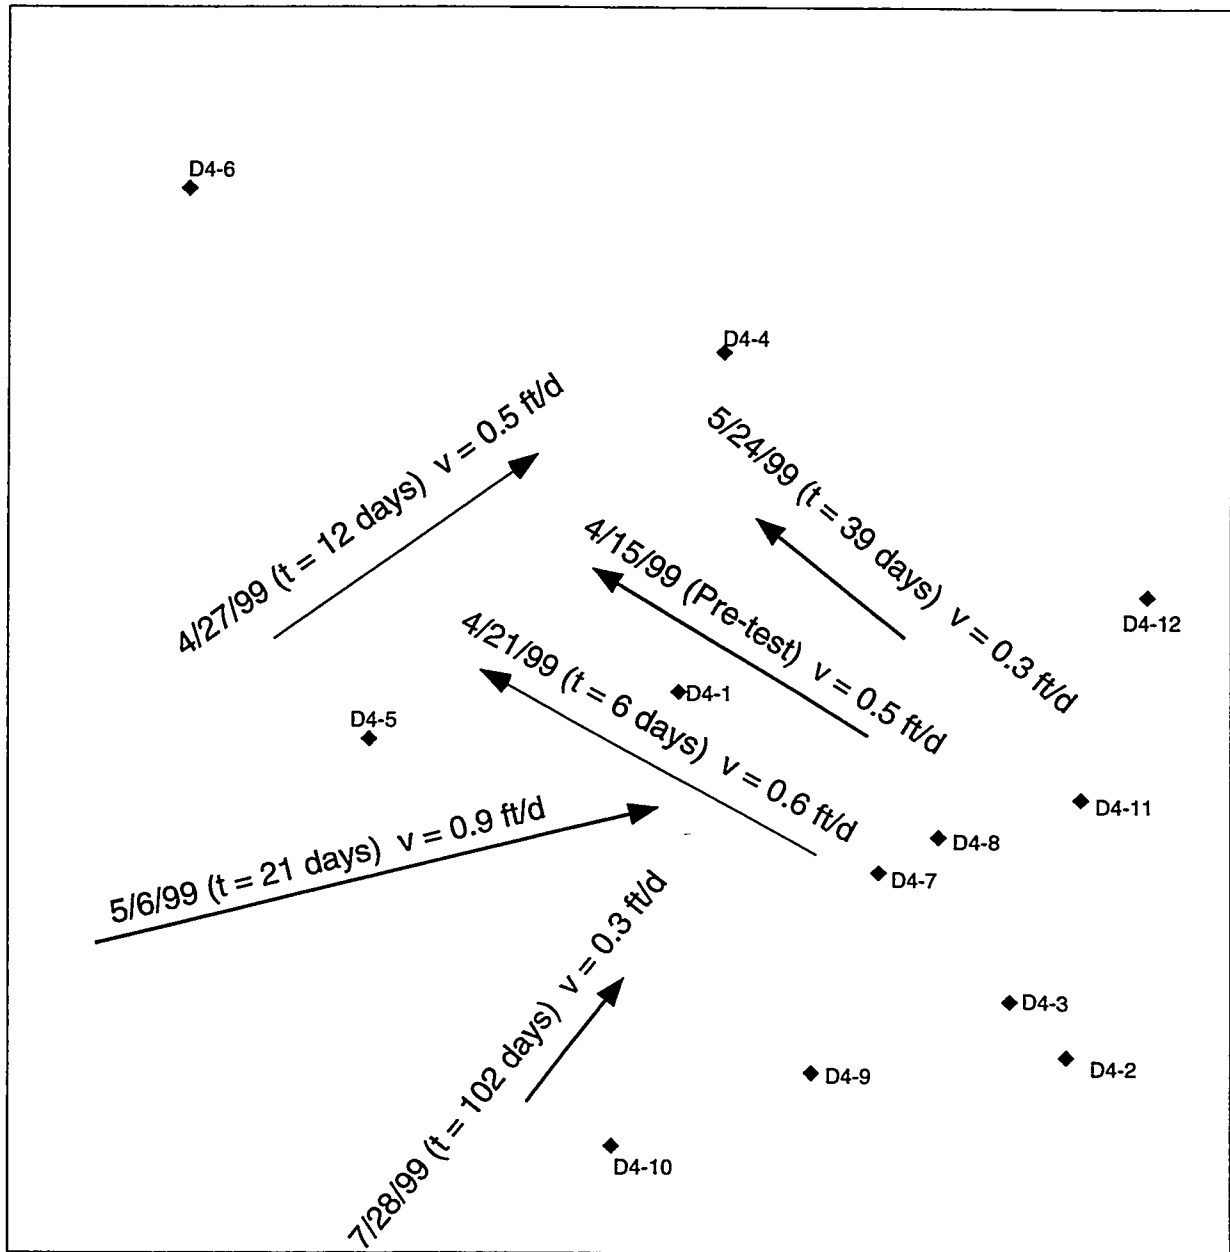 D4-6
D4-4
4/27/99 (t = 12 days) v = 0.5 ft/d
5/24/99 (t = 39 days) v = 0.3 ft/d
4/15/99 (Pre-test) v = 0.5 ft/d
D4-12
4/21/99 (t = 6 days) v = 0.6 ft/d
D4-1
D4-5
D4-11
5/6/99 (t = 21 days) v = 0.9 ft/d
D4-8
D4-7
7/28/99 (t = 102 days) v = 0.3 ft/d
D4-3
D4-2
D4-9
D4-10